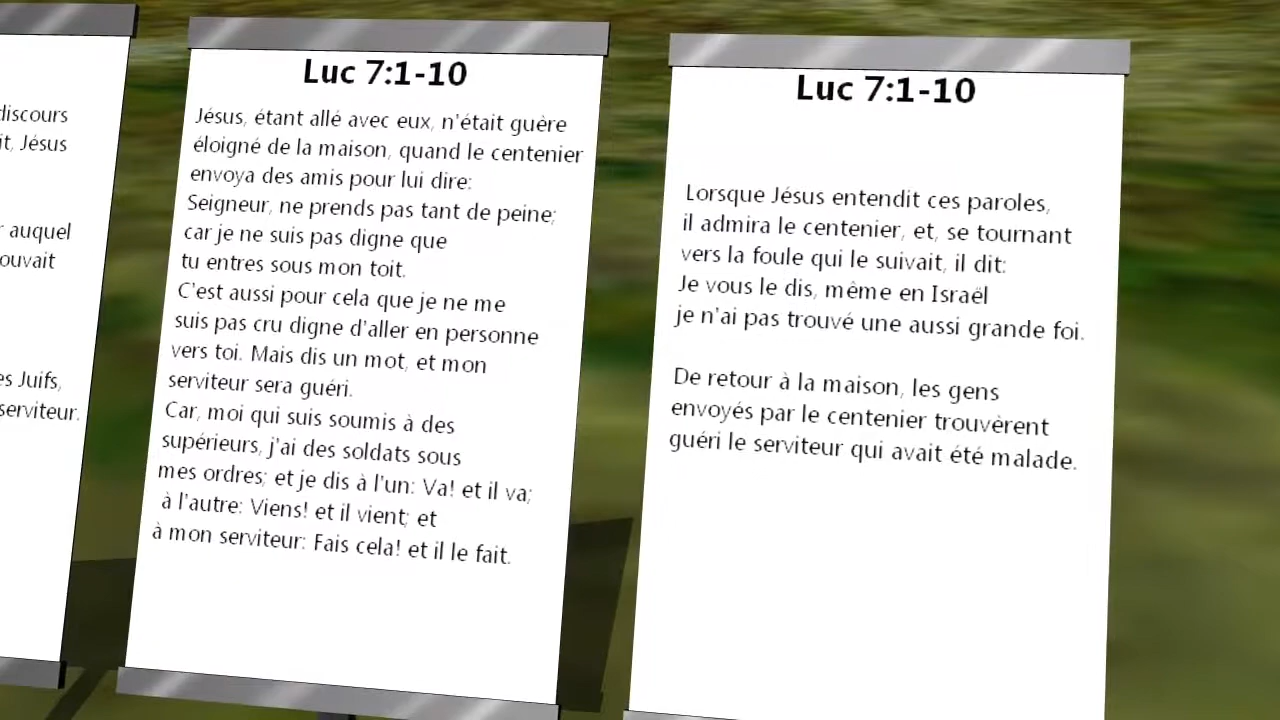 discours
it, Jésus
auquel
ouvait
es Juifs,
serviteur.
Luc 7:1-10
Jésus, étant allé avec eux, n'était guère
éloigné de la maison, quand le centenier
envoya des amis pour lui dire:
Seigneur, ne prends pas tant de peine;
car je ne suis pas digne que
tu entres sous mon toit.
C'est aussi pour cela que je ne me
suis pas cru digne d'aller en personne
vers toi. Mais dis un mot, et mon
serviteur sera guéri.
Car, moi qui suis soumis à des
supérieurs, j'ai des soldats sous
mes ordres; et je dis à l'un: Va! et il va;
à l'autre: Viens! et il vient; et
à mon serviteur: Fais cela! et il le fait.
Luc 7:1-10
Lorsque Jésus entendit ces paroles,
il admira le centenier, et, se tournant
vers la foule qui le suivait, il dit:
Je vous le dis, même en Israël
je n'ai pas trouvé une aussi grande foi.
De retour à la maison, les gens
envoyés par le centenier trouvèrent
guéri le serviteur qui avait été malade.